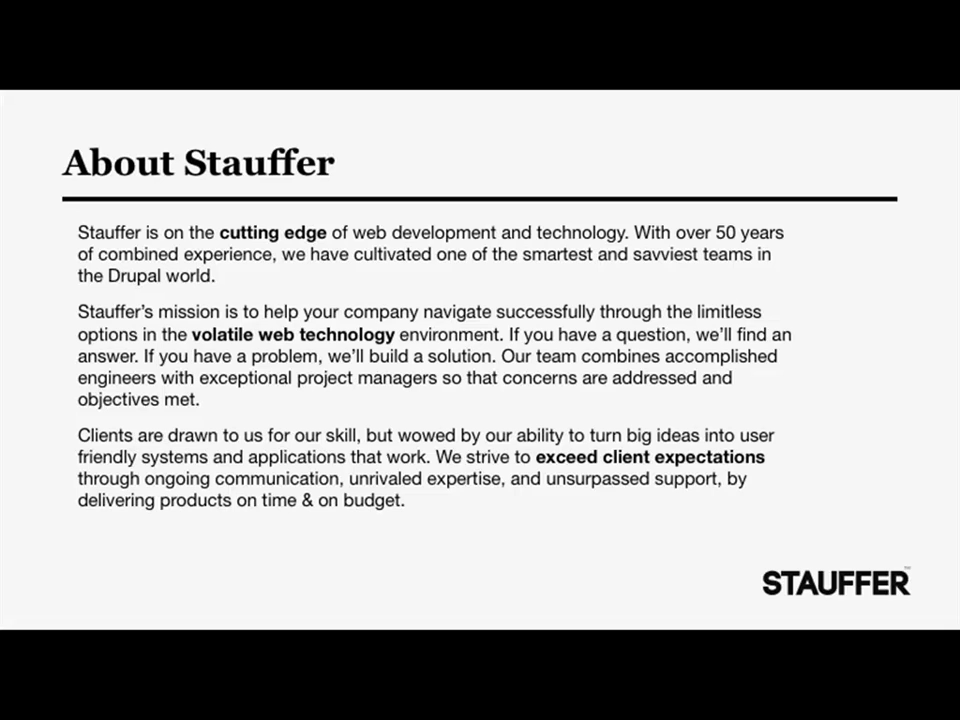 About Stauffer
Stauffer is on the cutting edge of web development and technology. With over 50 years
of combined experience, we have cultivated one of the smartest and savviest teams in
the Drupal world.
Stauffer’s mission is to help your company navigate successfully through the limitless
options in the volatile web technology environment. If you have a question, we’ll find an
answer. If you have a problem, we’ll build a solution. Our team combines accomplished
engineers with exceptional project managers so that concerns are addressed and
objectives met.
Clients are drawn to us for our skill, but wowed by our ability to turn big ideas into user
friendly systems and applications that work. We strive to exceed client expectations
through ongoing communication, unrivaled expertise, and unsurpassed support, by
delivering products on time & on budget.
STAUFFER™